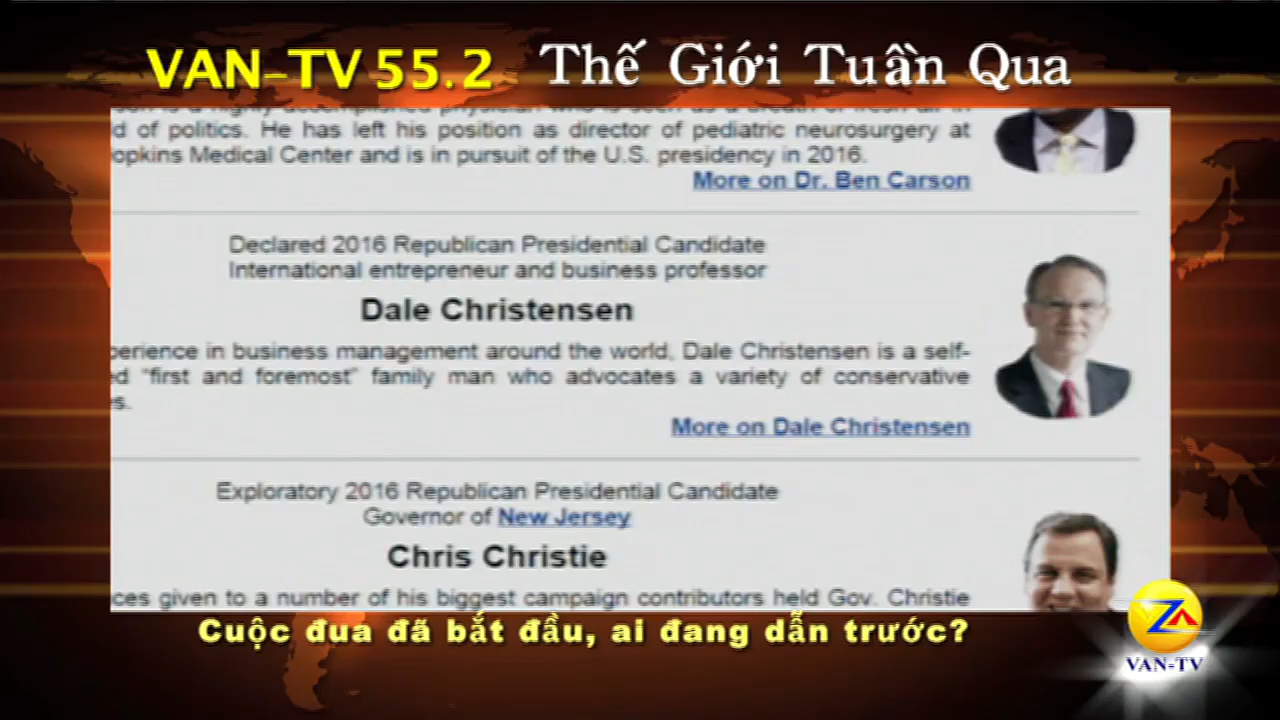 VAN-TV 55.2 Thế Giới Tuần Qua
d of politics. He has left his position as director of pediatric neurosurgery at
opkins Medical Center and is in pursuit of the U.S. presidency in 2016.
More on Dr. Ben Carson
Declared 2016 Republican Presidential Candidate
International entrepreneur and business professor
Dale Christensen
perience in business management around the world, Dale Christensen is a self-
ed "first and foremost" family man who advocates a variety of conservative
es.
More on Dale Christensen
Exploratory 2016 Republican Presidential Candidate
Governor of New Jersey
Chris Christie
ces given to a number of his biggest campaign contributors held Gov. Christie
Cuộc đua đã bắt đầu, ai đang dẫn trước?
VAN-TV